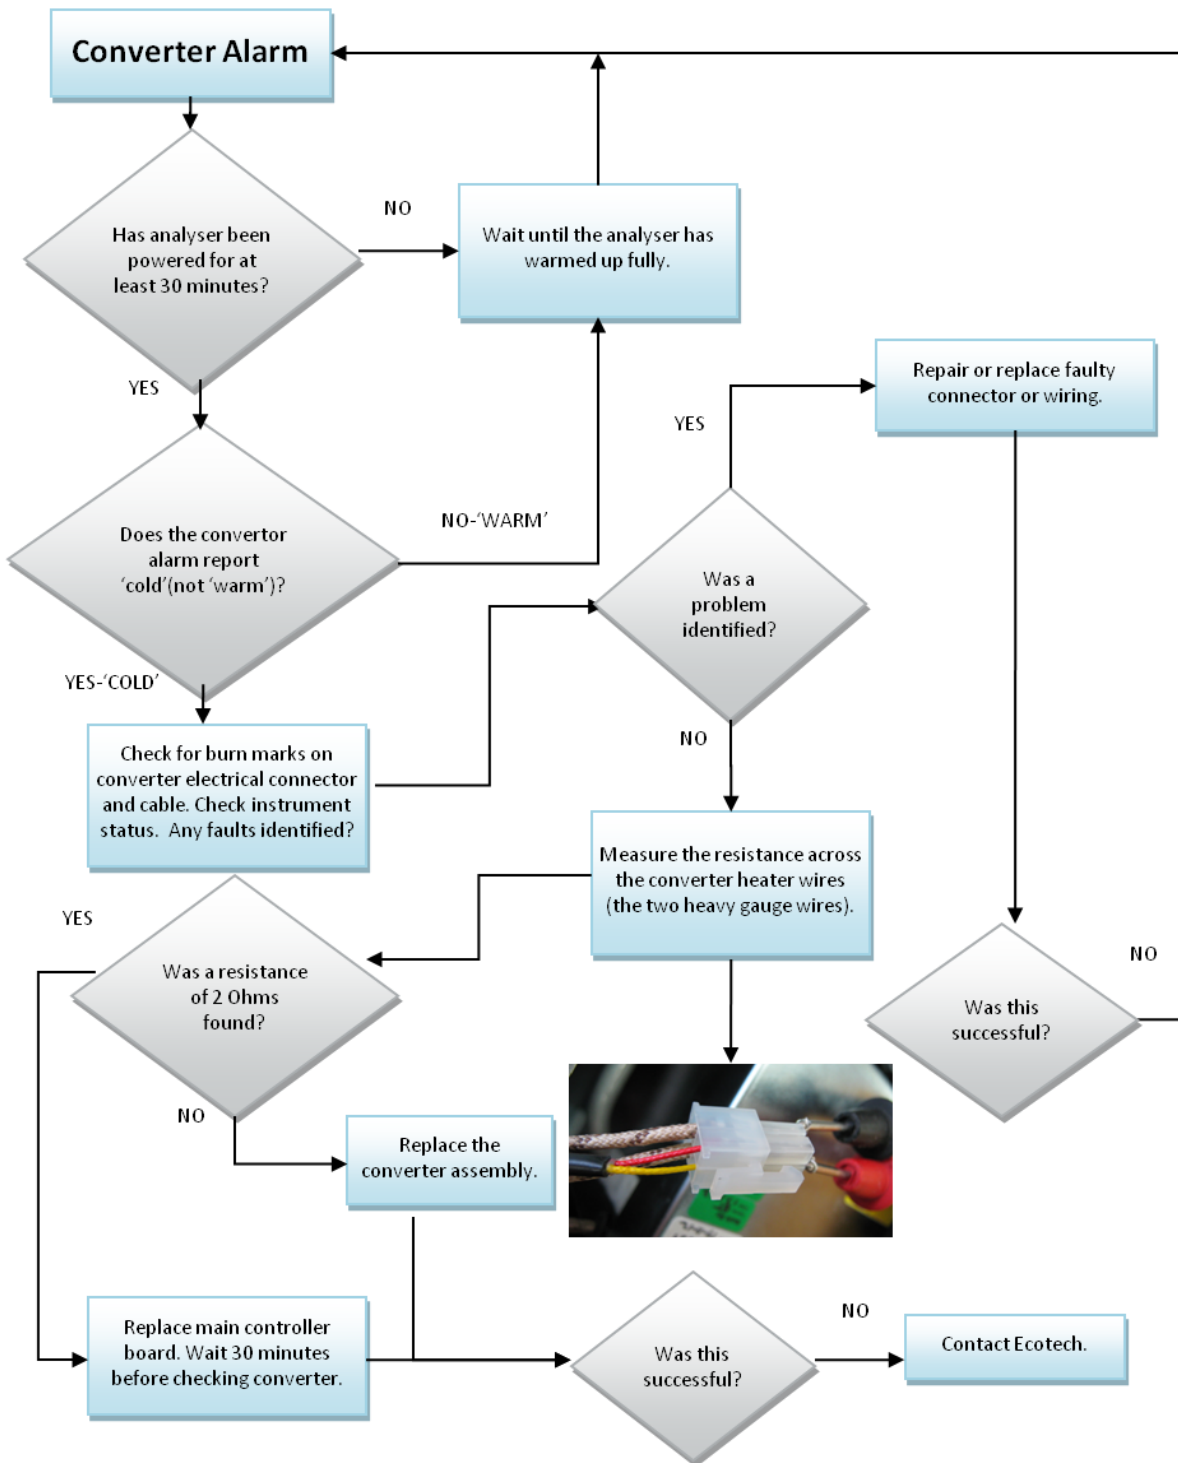 Converter Alarm
Has analyser been
powered for at
least 30 minutes?
NO
Wait until the analyser has
warmed up fully.
YES
Does the convertor
alarm report
‘cold’(not ‘warm’)?
NO-‘WARM’
YES-‘COLD’
Check for burn marks on
converter electrical connector
and cable. Check instrument
status.  Any faults identified?
Was a
problem
identified?
YES
Repair or replace faulty
connector or wiring.
NO
Measure the resistance across
the converter heater wires
(the two heavy gauge wires).
Was this
successful?
NO
Was a resistance
of 2 Ohms
found?
YES
NO
Replace the
converter assembly.
Replace main controller
board. Wait 30 minutes
before checking converter.
Was this
successful?
NO
Contact Ecotech.